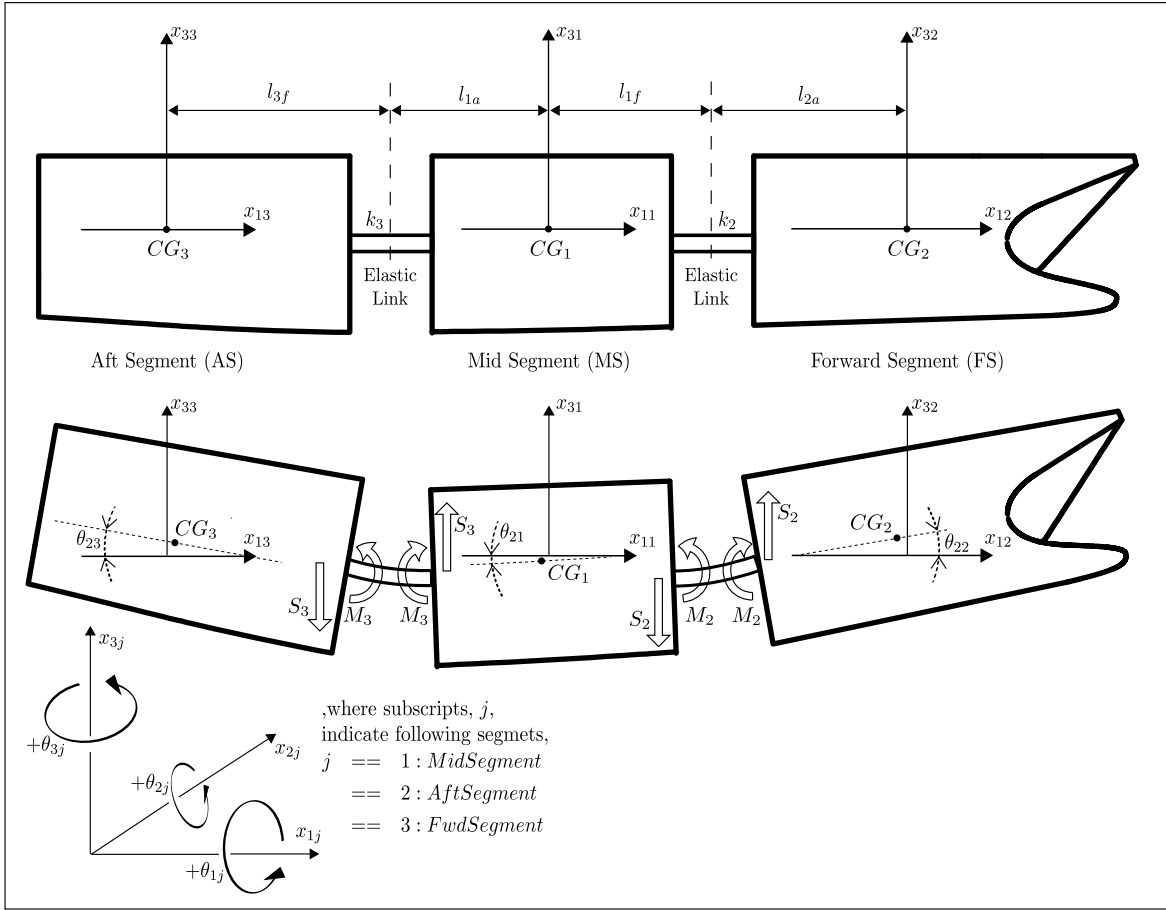 x33 x31 x32
l3f l1a l1f l2a
x13 k3 x11 k2 x12
CG3 CG1 CG2
Elastic Link
Elastic Link
Aft Segment (AS) Mid Segment (MS) Forward Segment (FS)
x33 x31 x32
θ23 CG3 x13 S3 θ21 x11 CG1 S2 CG2 x12 θ22
S3 M3 M3 S2 M2 M2
x3j
+θ3j
x2j
+θ2j
x1j
+θ1j
,where subscripts, j,
indicate following segmets,
j == 1 : MidSegment
== 2 : AftSegment
== 3 : FwdSegment